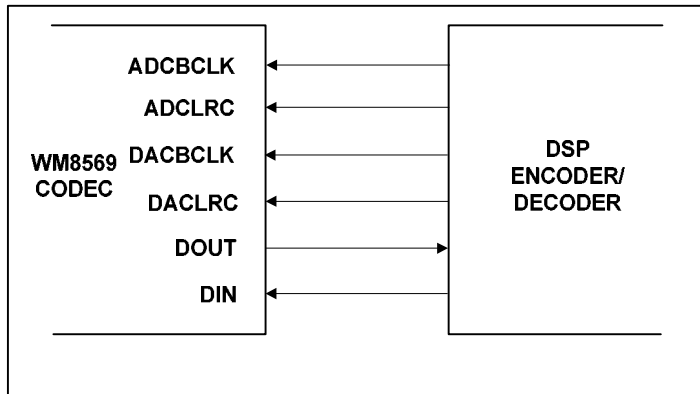 ADCBCLK
ADCLRC
WM8569
CODEC
DACBCLK
DACLRC
DOUT
DIN
DSP
ENCODER/
DECODER